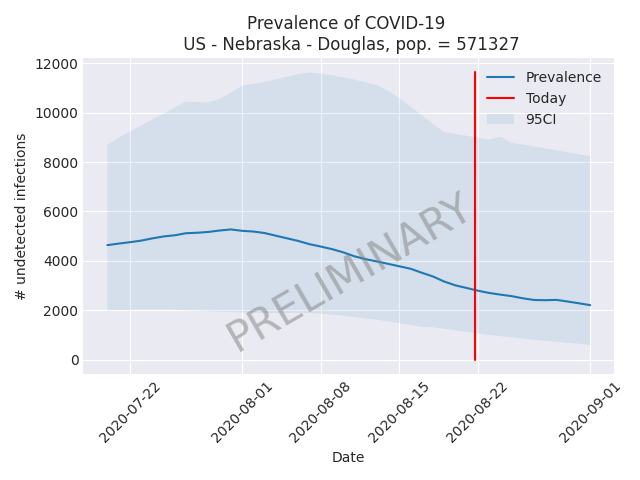 Prevalence of COVID-19
US - Nebraska - Douglas, pop. = 571327
# undetected infections
12000
10000
8000
6000
4000
2000
0
Prevalence
Today
95CI
PRELIMINARY
2020-07-22
2020-08-01
2020-08-08
2020-08-15
2020-08-22
2020-09-01
Date